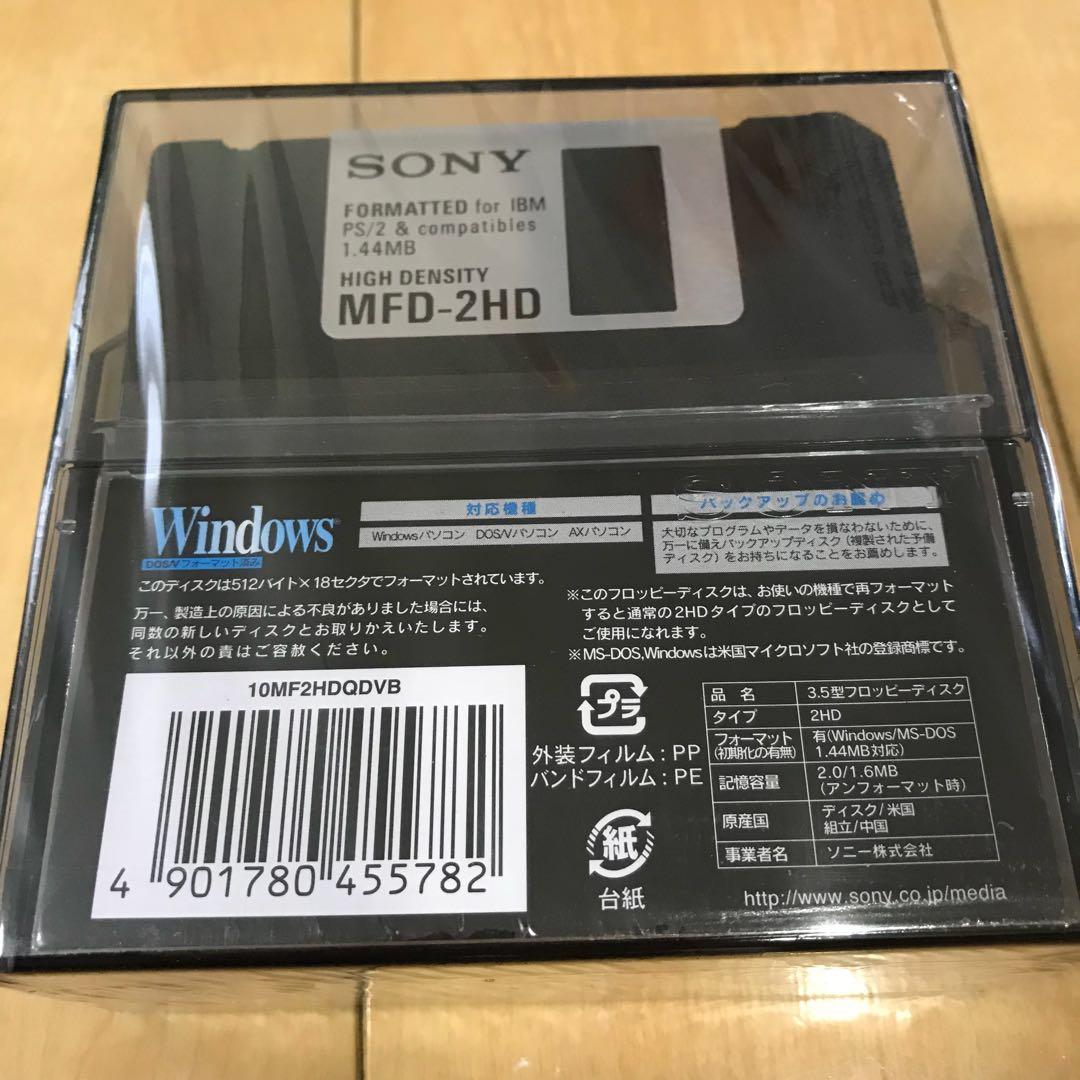 SONY
FORMATTED for IBM
PS/2 & compatibles
1.44MB
HIGH DENSITY
MFD-2HD
Windows
DOS/Vフォーマット済み
対応機種
Windowsパソコン DOS/Vパソコン AXパソコン
バックアップのお薦め
大切なプログラムやデータを損なわないために、
万一に備えバックアップディスク(複製された予備
ディスク)をお持ちになることをお薦めします。
このディスクは512バイト×18セクタでフォーマットされています。
万一、製造上の原因による不良がありました場合には、
同数の新しいディスクとお取りかえいたします。
それ以外の責はご容赦ください。
※このフロッピーディスクは、お使いの機種で再フォーマット
すると通常の2HDタイプのフロッピーディスクとして
ご使用になれます。
※MS-DOS,Windowsは米国マイクロソフト社の登録商標です。
10MF2HDQDVB
4 901780 455782
プラ
外装フィルム:PP
バンドフィルム:PE
紙
台紙
品名 3.5型フロッピーディスク
タイプ 2HD
フォーマット(初期化の有無) 有(Windows/MS-DOS 1.44MB対応)
記憶容量 2.0/1.6MB (アンフォーマット時)
原産国 ディスク/米国 組立/中国
事業者名 ソニー株式会社
http://www.sony.co.jp/media